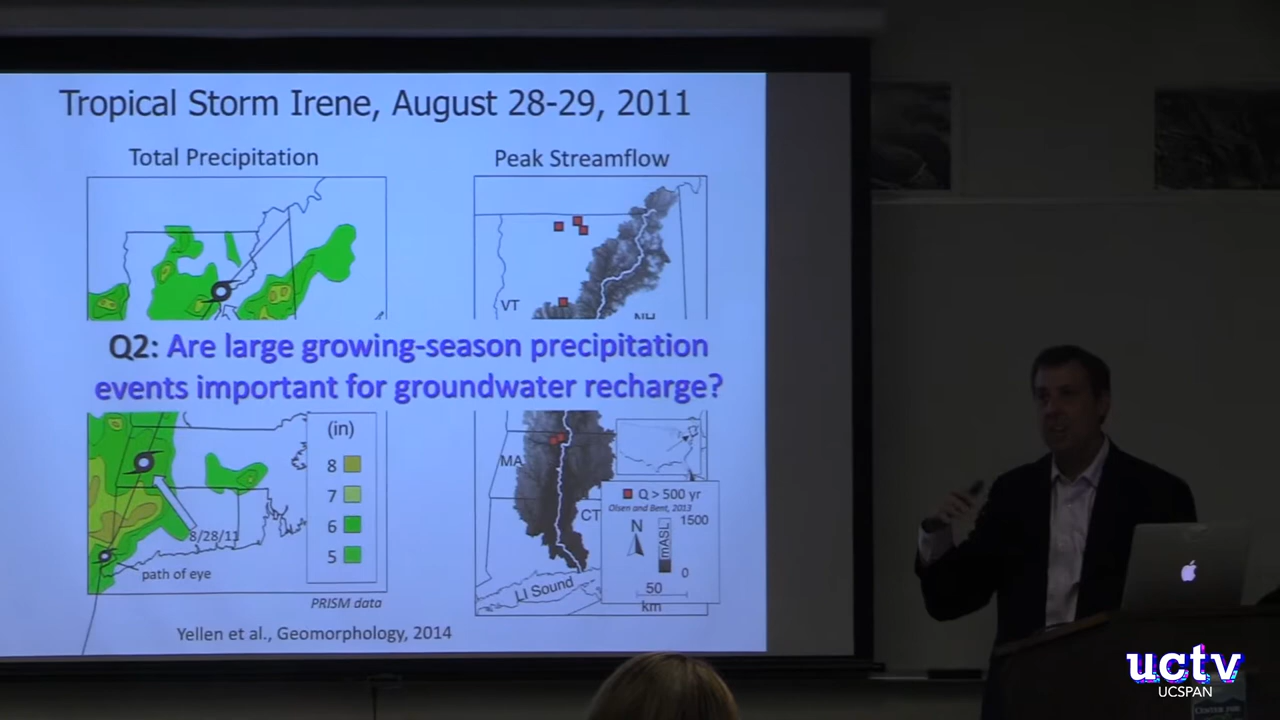 Tropical Storm Irene, August 28-29, 2011
Total Precipitation
Peak Streamflow
VT
Q2: Are large growing-season precipitation
events important for groundwater recharge?
(in)
8
7
6
5
8/28/11
path of eye
PRISM data
MA
CT
Q > 500 yr
Olsen and Bent, 2013
N
mASL
1500
0
50
km
LI Sound
Yellen et al., Geomorphology, 2014
uctv
UCSPAN
CENTER FOR